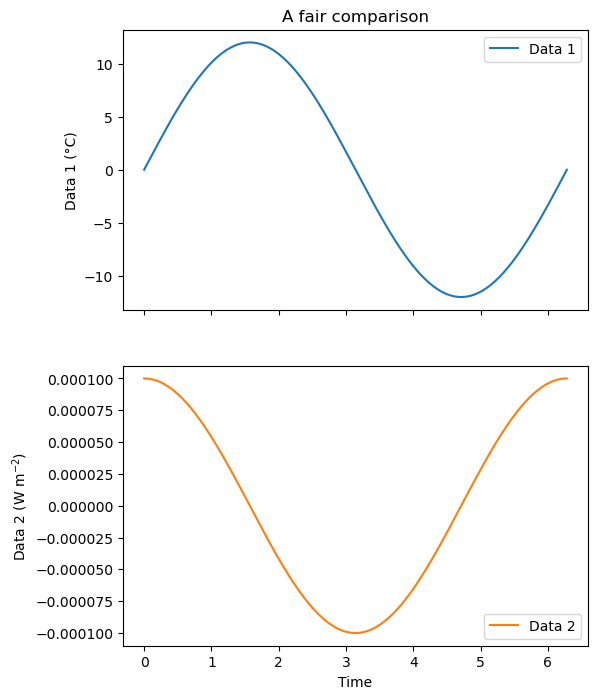 A fair comparison
Data 1
Data 1 (°C)
10
5
0
−5
−10
Data 2 (W m⁻²)
0.000100
0.000075
0.000050
0.000025
0.000000
−0.000025
−0.000050
−0.000075
−0.000100
Data 2
0 1 2 3 4 5 6
Time